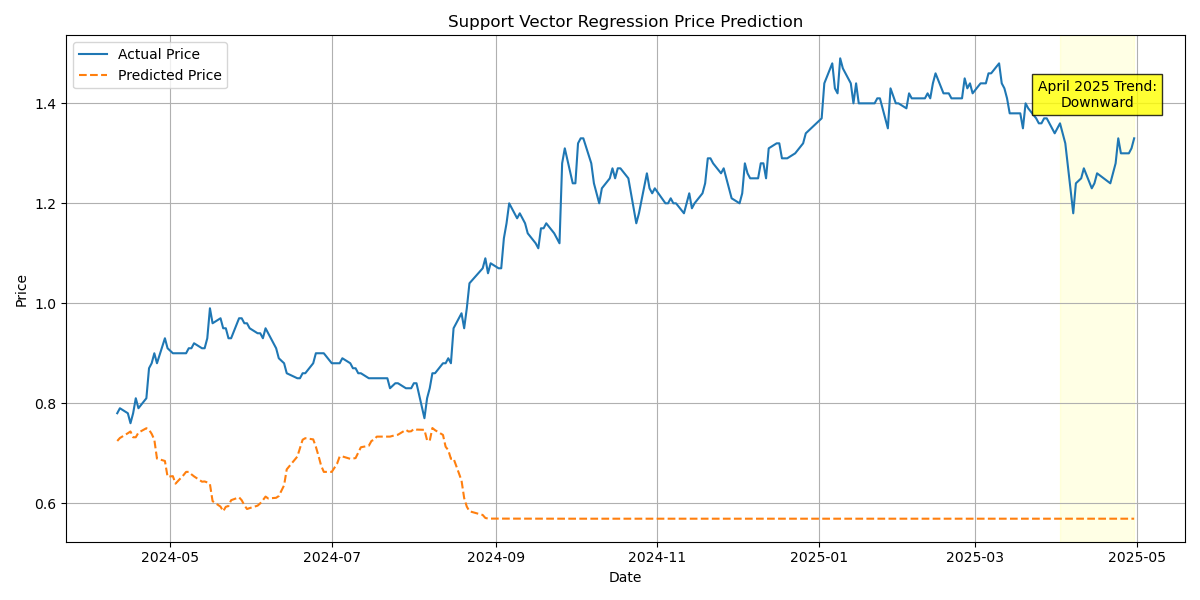 Support Vector Regression Price Prediction
Actual Price
Predicted Price
April 2025 Trend:
Downward
Price
1.4
1.2
1.0
0.8
0.6
2024-05
2024-07
2024-09
2024-11
2025-01
2025-03
2025-05
Date